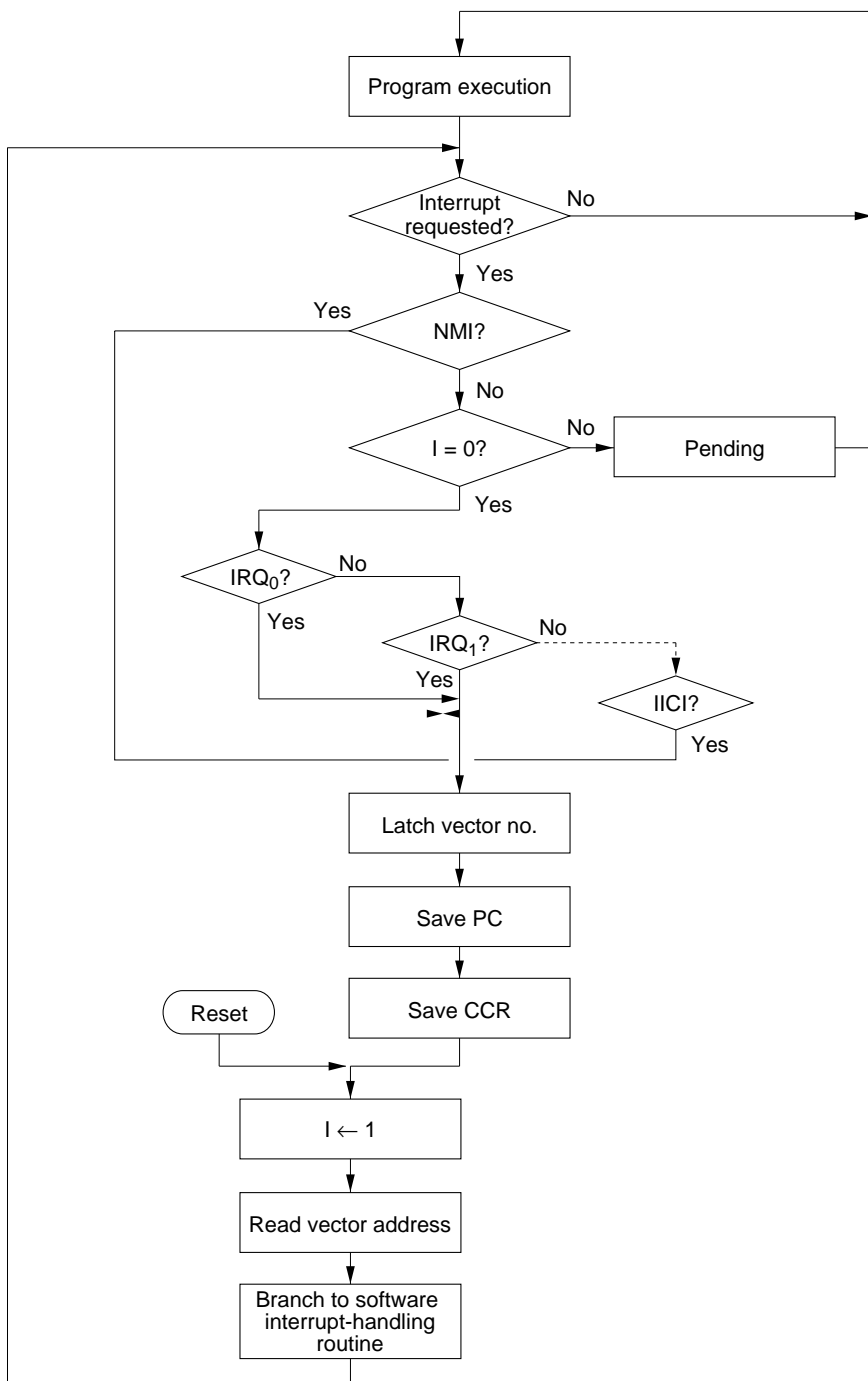 Program execution
Interrupt
requested?
No
Yes
Yes
NMI?
No
I = 0?
No
Pending
Yes
IRQ0?
No
Yes
IRQ1?
No
Yes
IICI?
Yes
Latch vector no.
Save PC
Save CCR
Reset
I ← 1
Read vector address
Branch to software
interrupt-handling
routine